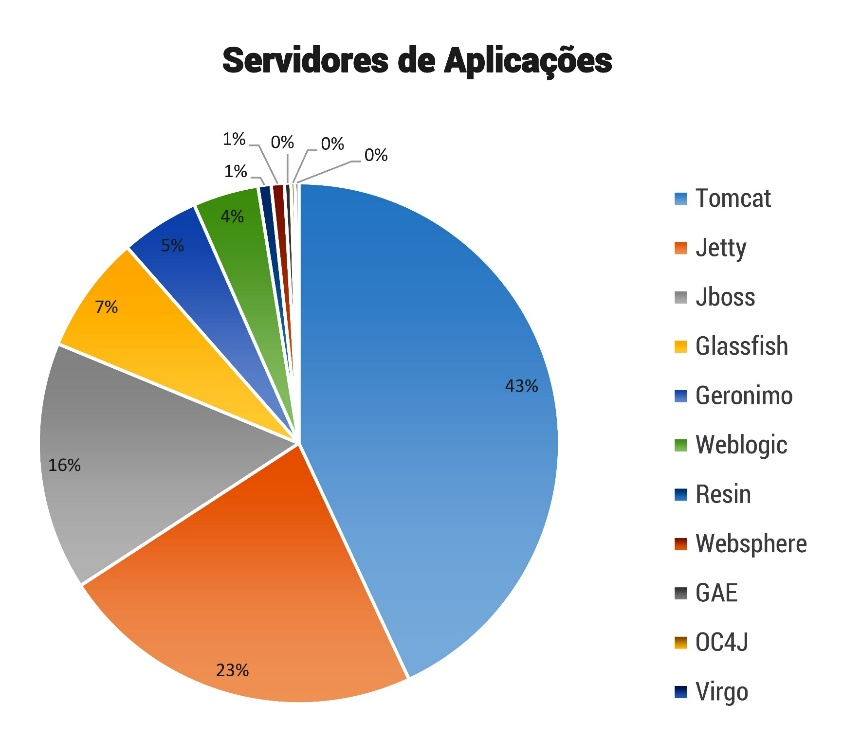 Servidores de Aplicações
1%
0%
0%
0%
1%
4%
5%
7%
43%
16%
23%
Tomcat
Jetty
Jboss
Glassfish
Geronimo
Weblogic
Resin
Websphere
GAE
OC4J
Virgo